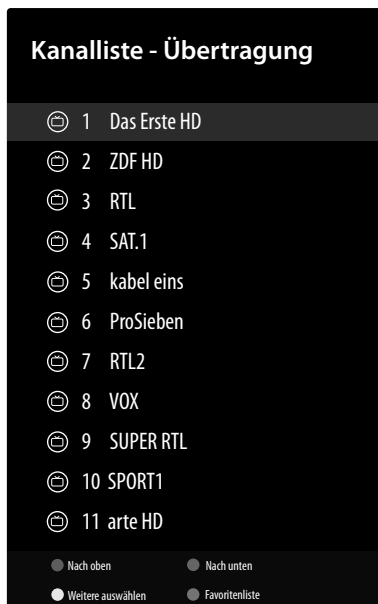 Kanalliste - Übertragung
1 Das Erste HD
2 ZDF HD
3 RTL
4 SAT.1
5 kabel eins
6 ProSieben
7 RTL2
8 VOX
9 SUPER RTL
10 SPORT1
11 arte HD
Nach oben Nach unten
Weitere auswählen Favoritenliste